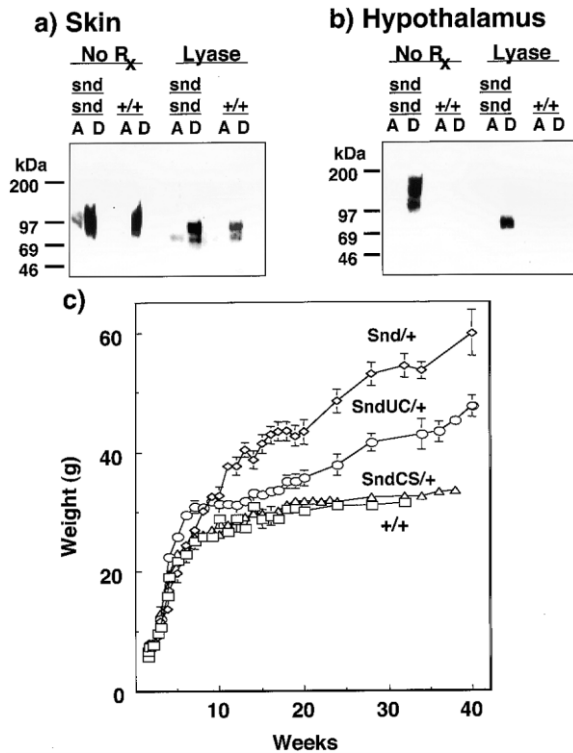 a) Skin
No Rx Lyase
snd snd
snd +/+ snd +/+
A D A D A D A D
kDa
200
97
69
46
b) Hypothalamus
No Rx Lyase
snd snd
snd +/+ snd +/+
A D A D A D A D
kDa
200
97
69
46
c)
Weight (g)
60
40
20
0
Snd/+
SndUC/+
SndCS/+
+/+
10 20 30 40
Weeks